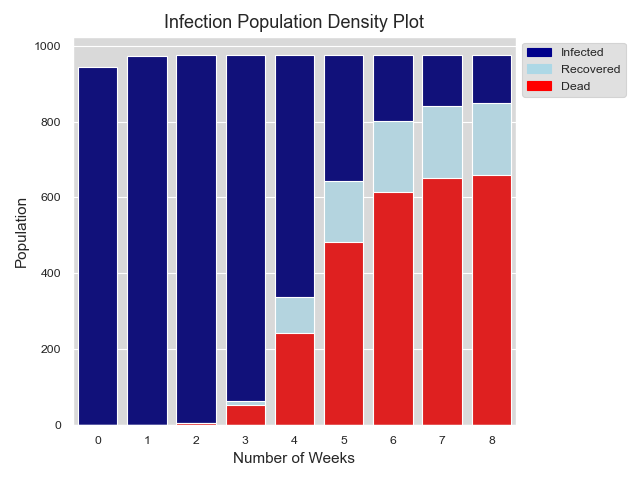 Infection Population Density Plot
1000
800
600
400
200
0
Population
0 1 2 3 4 5 6 7 8
Number of Weeks
Infected
Recovered
Dead